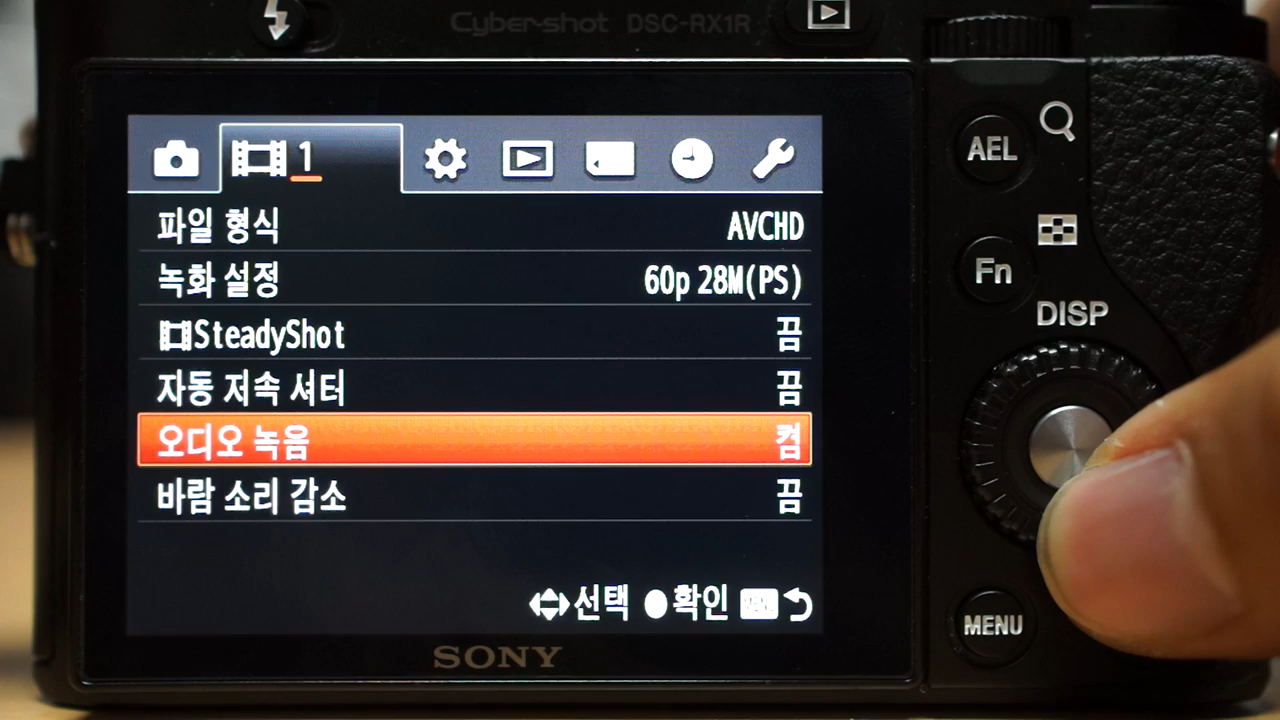 Cyber-shot DSC-RX1R
1
파일 형식 AVCHD
녹화 설정 60p 28M(PS)
SteadyShot 끔
자동 저속 셔터 끔
오디오 녹음 켬
바람 소리 감소 끔
선택 확인 MENU
SONY
AEL
Fn
DISP
MENU